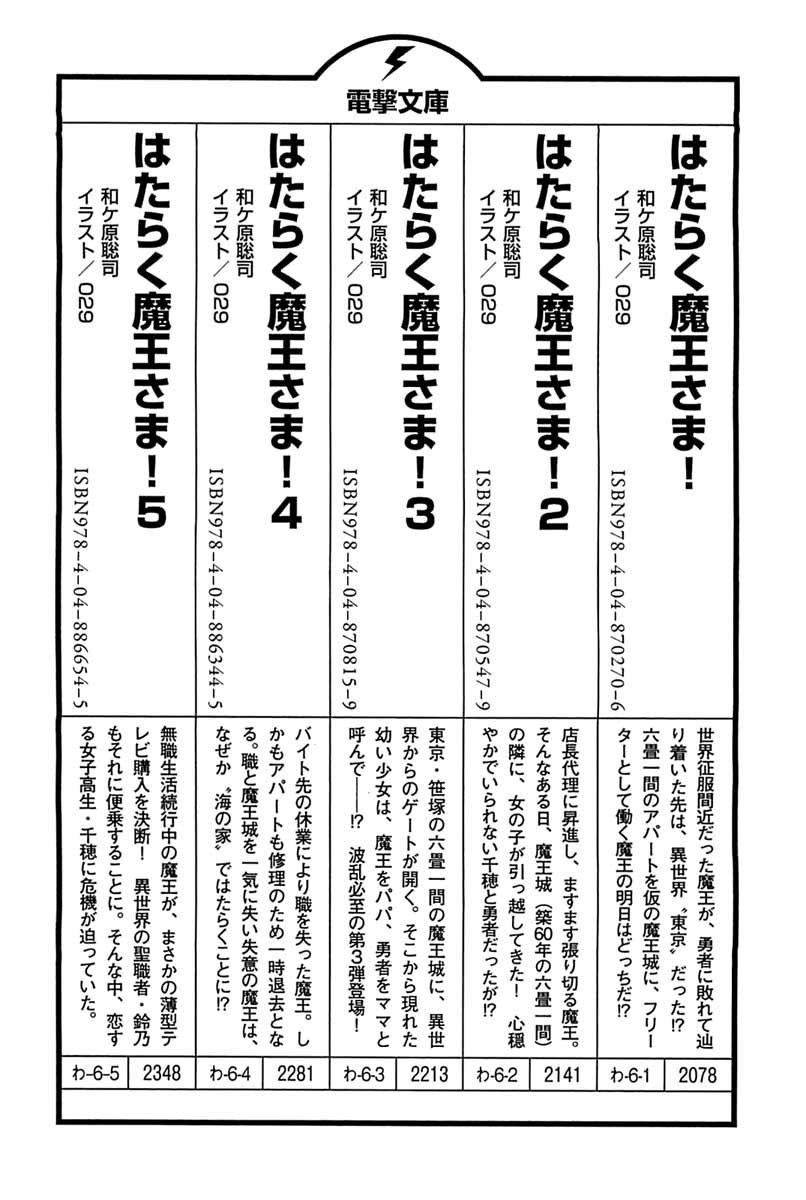 電撃文庫
はたらく魔王さま！
和ヶ原聡司
イラスト／029
ISBN978-4-04-870270-6
世界征服間近だった魔王が、勇者に敗れて辿
り着いた先は、異世界〝東京〟だった!?
六畳一間のアパートを仮の魔王城に、フリー
ターとして働く魔王の明日はどっちだ!?
わ-6-1
2078
はたらく魔王さま！2
和ヶ原聡司
イラスト／029
ISBN978-4-04-870547-9
店長代理に昇進し、ますます張り切る魔王。
そんなある日、魔王城（築60年の六畳一間）
の隣に、女の子が引っ越してきた！　心穏
やかでいられない千穂と勇者だったが!?
わ-6-2
2141
はたらく魔王さま！3
和ヶ原聡司
イラスト／029
ISBN978-4-04-870815-9
東京・笹塚の六畳一間の魔王城に、異世
界からのゲートが開く。そこから現れた
幼い少女は、魔王をパパ、勇者をママと
呼んで――!?　波乱必至の第3弾登場！
わ-6-3
2213
はたらく魔王さま！4
和ヶ原聡司
イラスト／029
ISBN978-4-04-886344-5
バイト先の休業により職を失った魔王。し
かもアパートも修理のため一時退去とな
る。職と魔王城を一気に失い失意の魔王は、
なぜか〝海の家〟ではたらくことに!?
わ-6-4
2281
はたらく魔王さま！5
和ヶ原聡司
イラスト／029
ISBN978-4-04-886654-5
無職生活続行中の魔王が、まさかの薄型テ
レビ購入を決断！　異世界の聖職者・鈴乃
もそれに便乗することに。そんな中、恋す
る女子高生・千穂に危機が迫っていた。
わ-6-5
2348